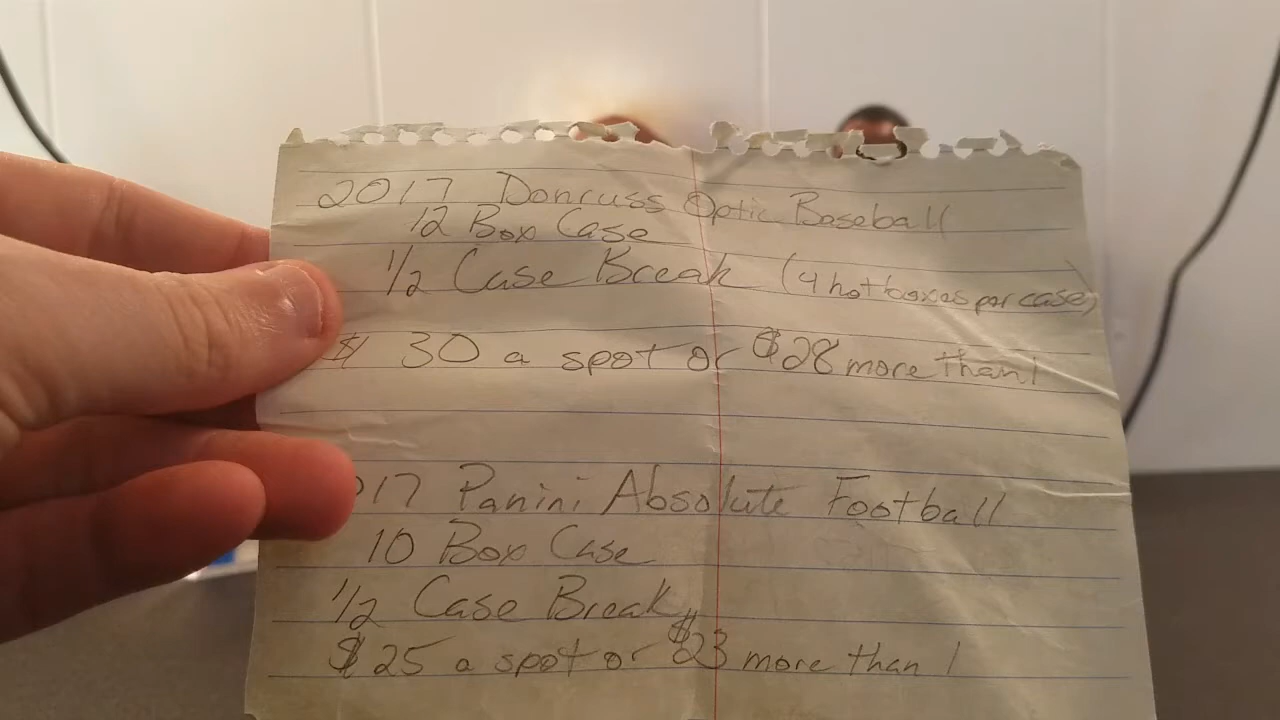 2017 Donruss Optic Baseball
12 Box Case
1/2 Case Break (4 hot boxes per case)
$ 30 a spot or $28 more than 1
17 Panini Absolute Football
10 Box Case
1/2 Case Break
$25 a spot or $23 more than 1